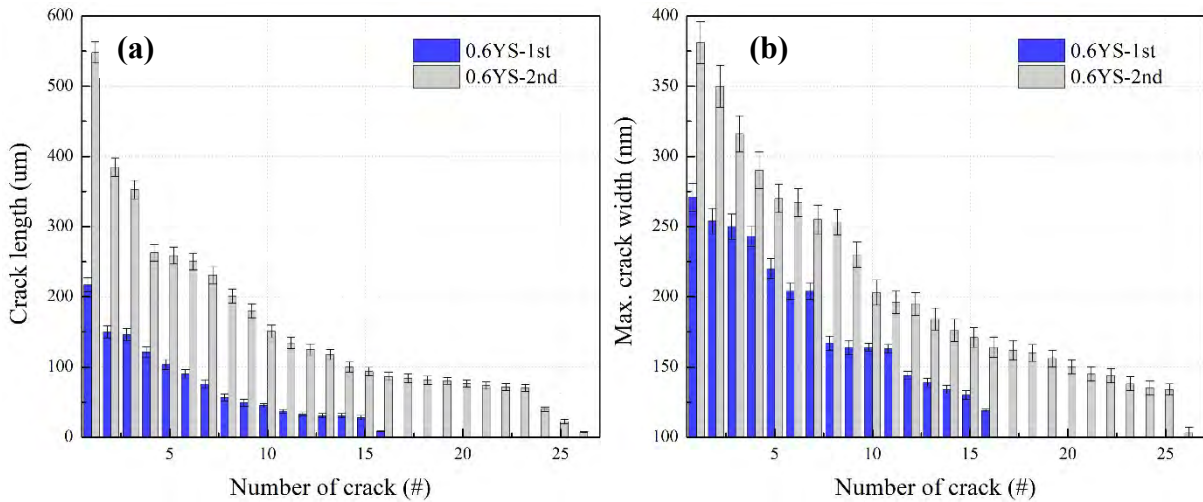 (a)
0.6YS-1st
0.6YS-2nd
Crack length (um)
600
500
400
300
200
100
0
5
10
15
20
25
Number of crack (#)
(b)
0.6YS-1st
0.6YS-2nd
Max. crack width (nm)
400
350
300
250
200
150
100
5
10
15
20
25
Number of crack (#)